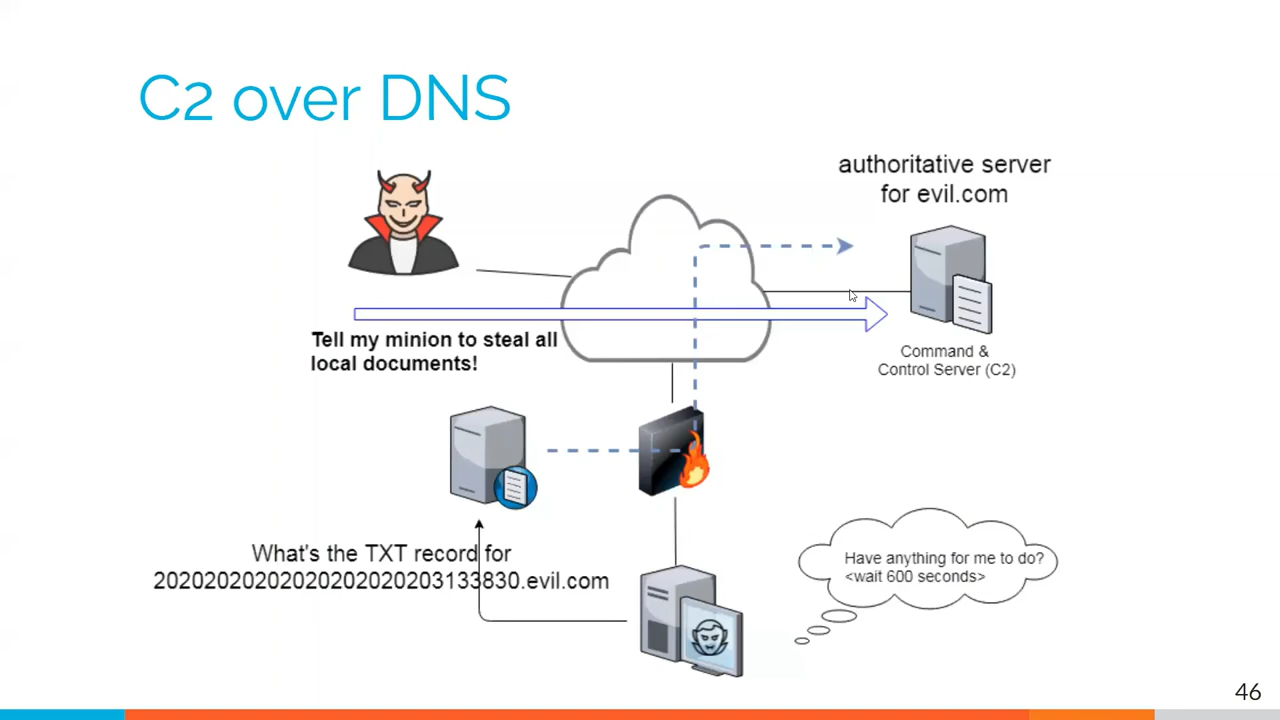 C2 over DNS
authoritative server
for evil.com
Tell my minion to steal all
local documents!
Command &
Control Server (C2)
What's the TXT record for
2020202020202020202020203133830.evil.com
Have anything for me to do?
<wait 600 seconds>
46